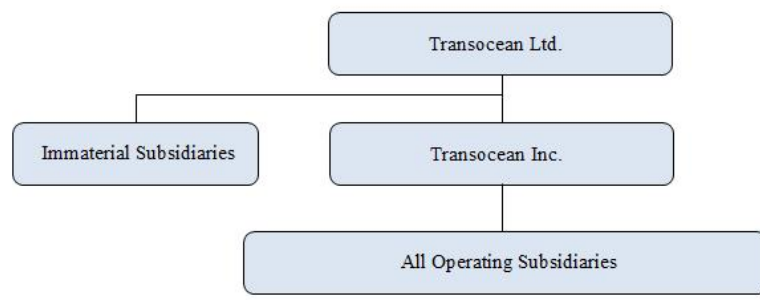 Transocean Ltd.
Immaterial Subsidiaries
Transocean Inc.
All Operating Subsidiaries